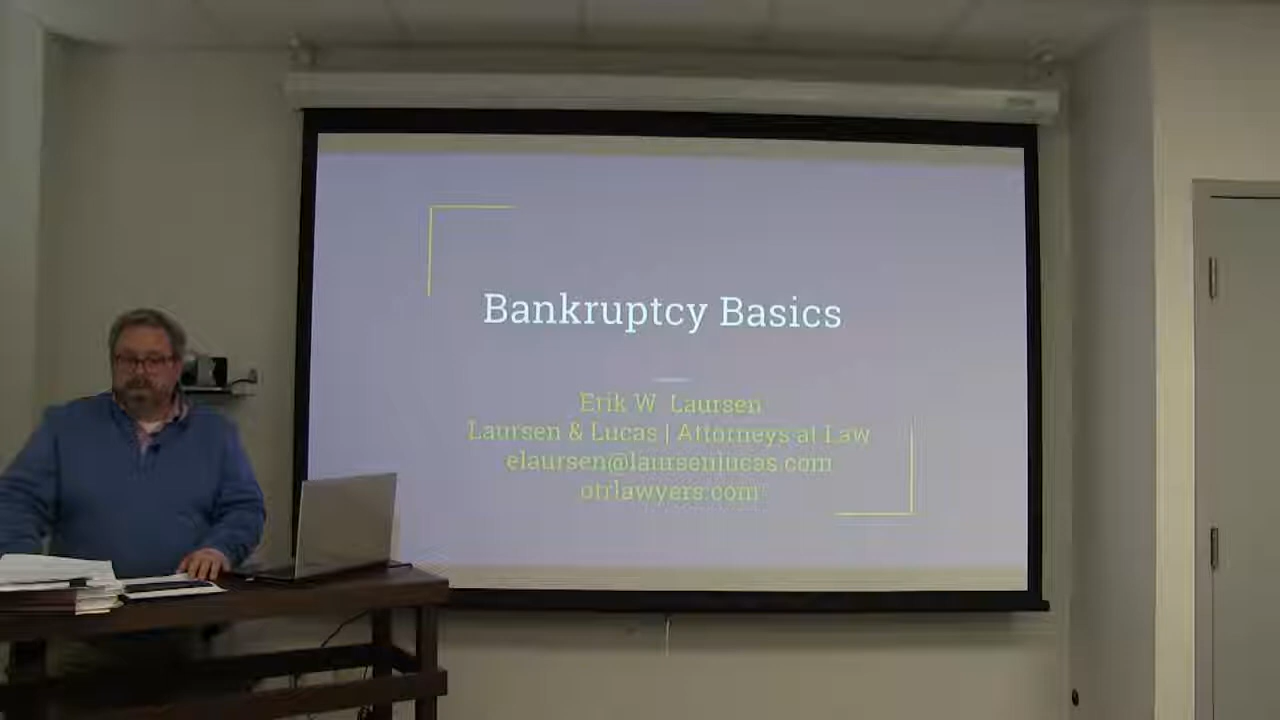 Bankruptcy Basics
Erik W. Laursen
Laursen & Lucas | Attorneys at Law
elaursen@laursenlucas.com
otrlawyers.com